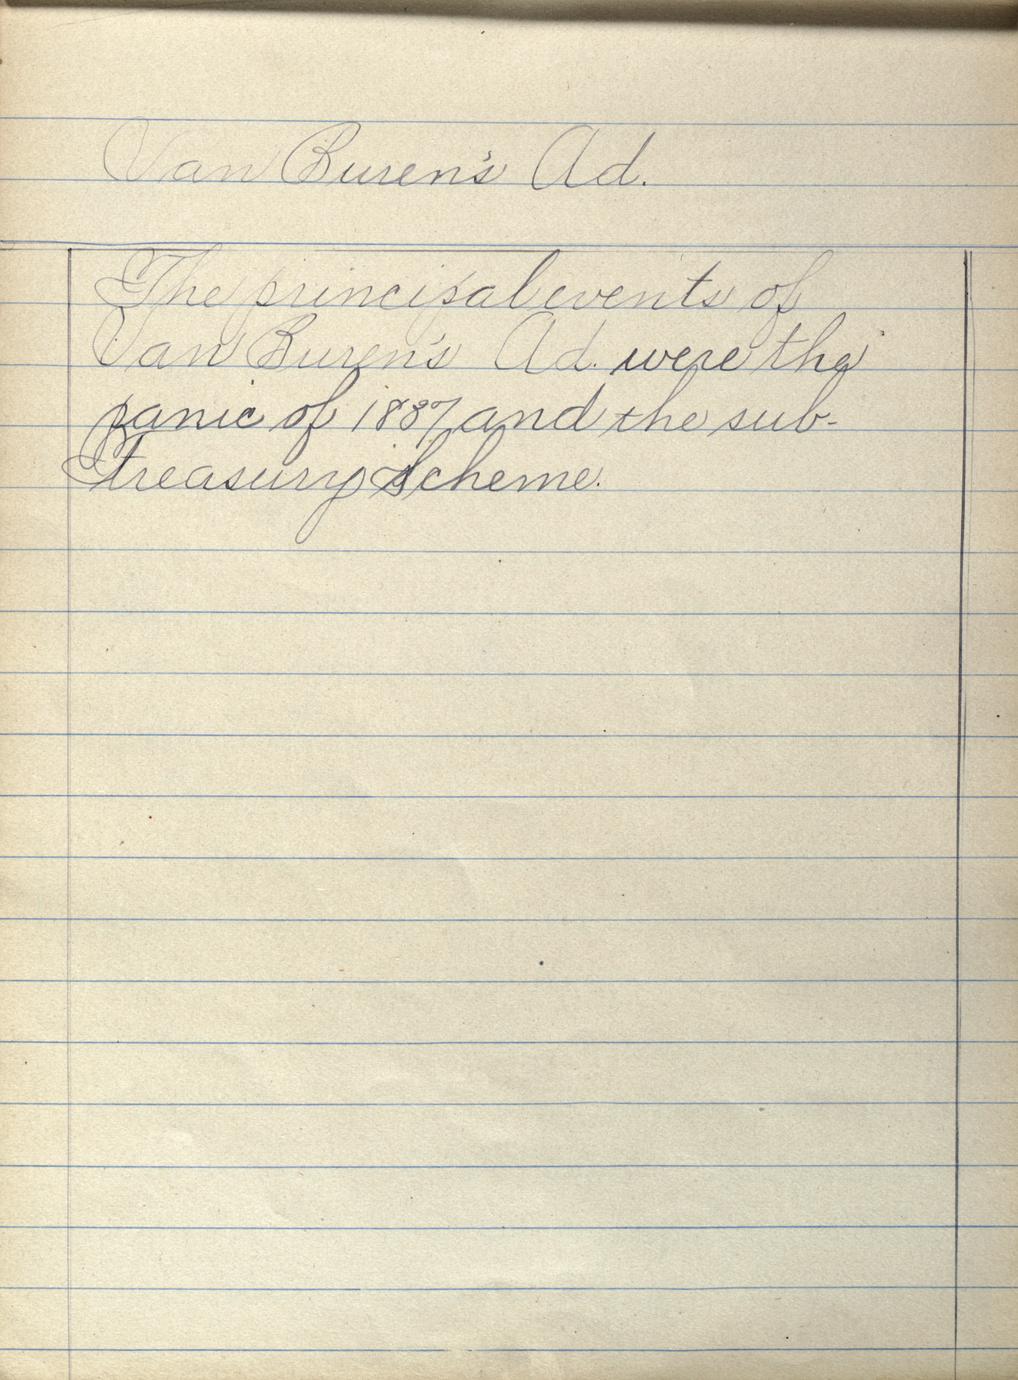 Van Buren's Ad.
The principal events of
Van Buren's Ad. were the
panic of 1837 and the sub-
Treasury Scheme.